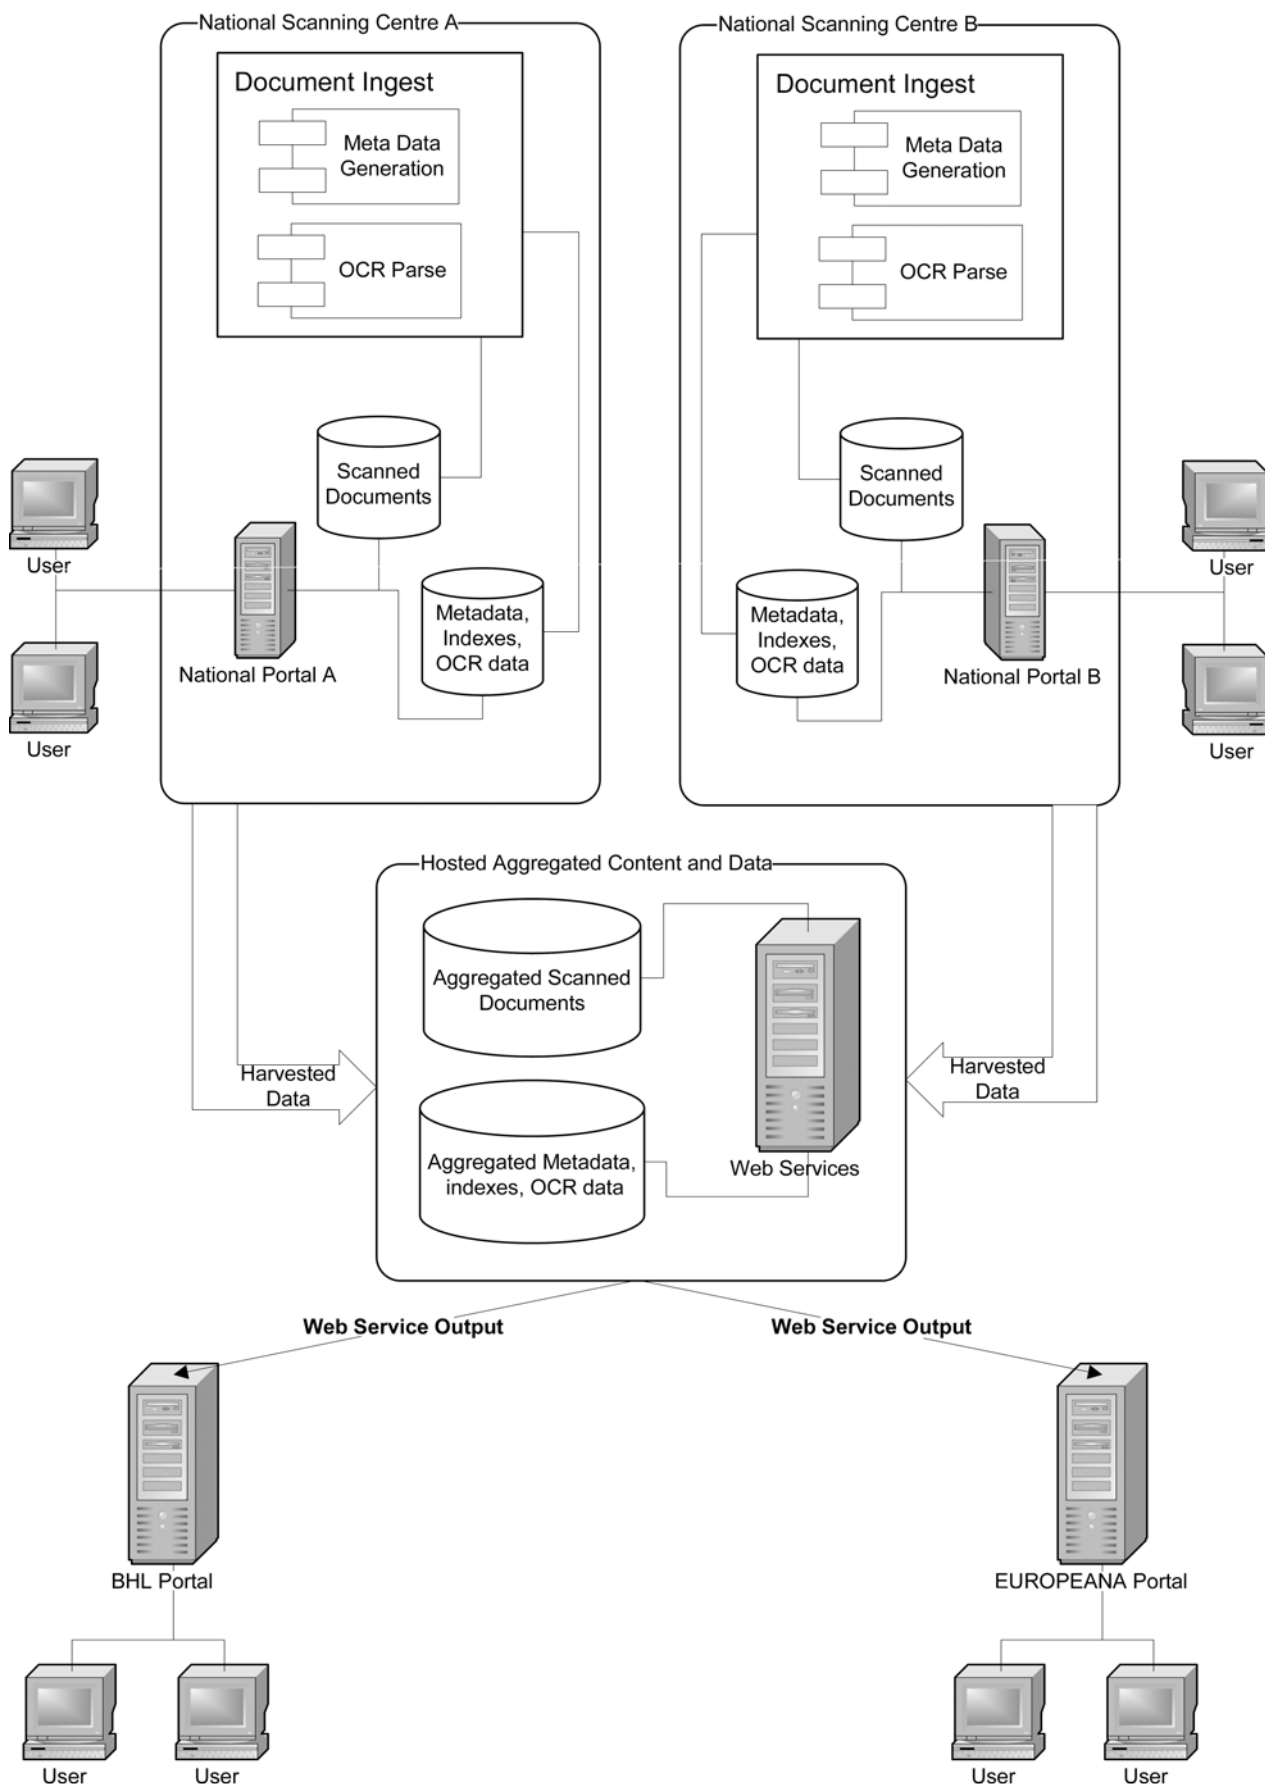 National Scanning Centre A
Document Ingest
Meta Data
Generation
OCR Parse
Scanned
Documents
Metadata,
Indexes,
OCR data
National Portal A
User
User
National Scanning Centre B
Document Ingest
Meta Data
Generation
OCR Parse
Scanned
Documents
Metadata,
Indexes,
OCR data
National Portal B
User
User
Hosted Aggregated Content and Data
Aggregated Scanned
Documents
Aggregated Metadata,
indexes, OCR data
Web Services
Harvested
Data
Harvested
Data
Web Service Output
Web Service Output
BHL Portal
User
User
EUROPEANA Portal
User
User